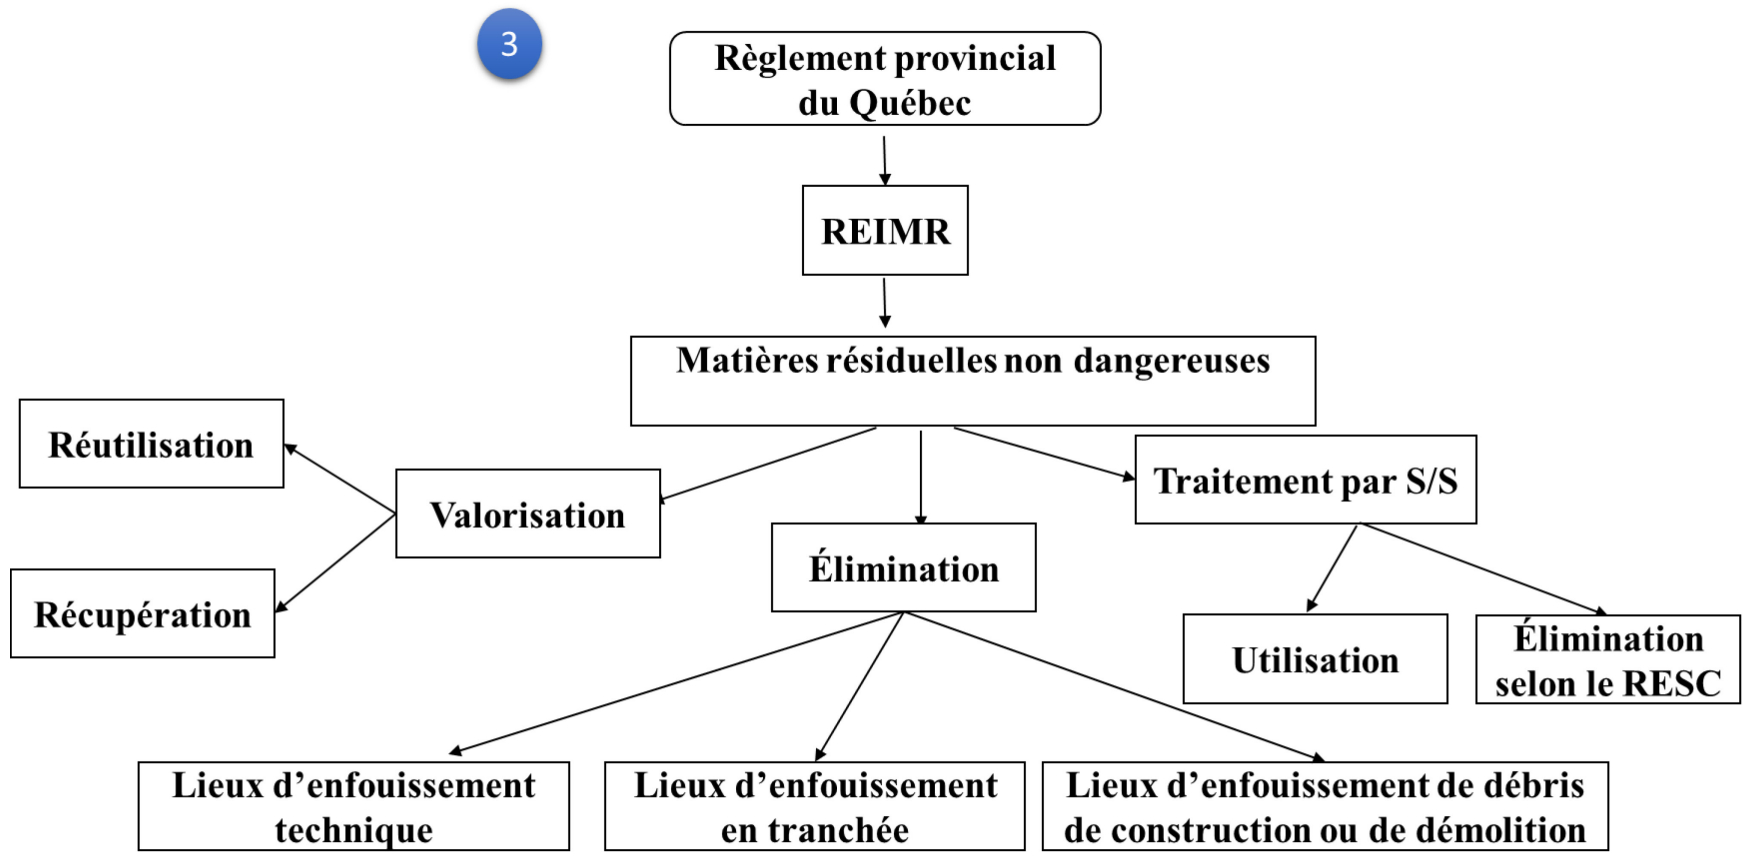 3
Règlement provincial
du Québec
REIMR
Matières résiduelles non dangereuses
Réutilisation
Valorisation
Traitement par S/S
Élimination
Récupération
Utilisation
Élimination
selon le RESC
Lieux d’enfouissement
technique
Lieux d’enfouissement
en tranchée
Lieux d’enfouissement de débris
de construction ou de démolition